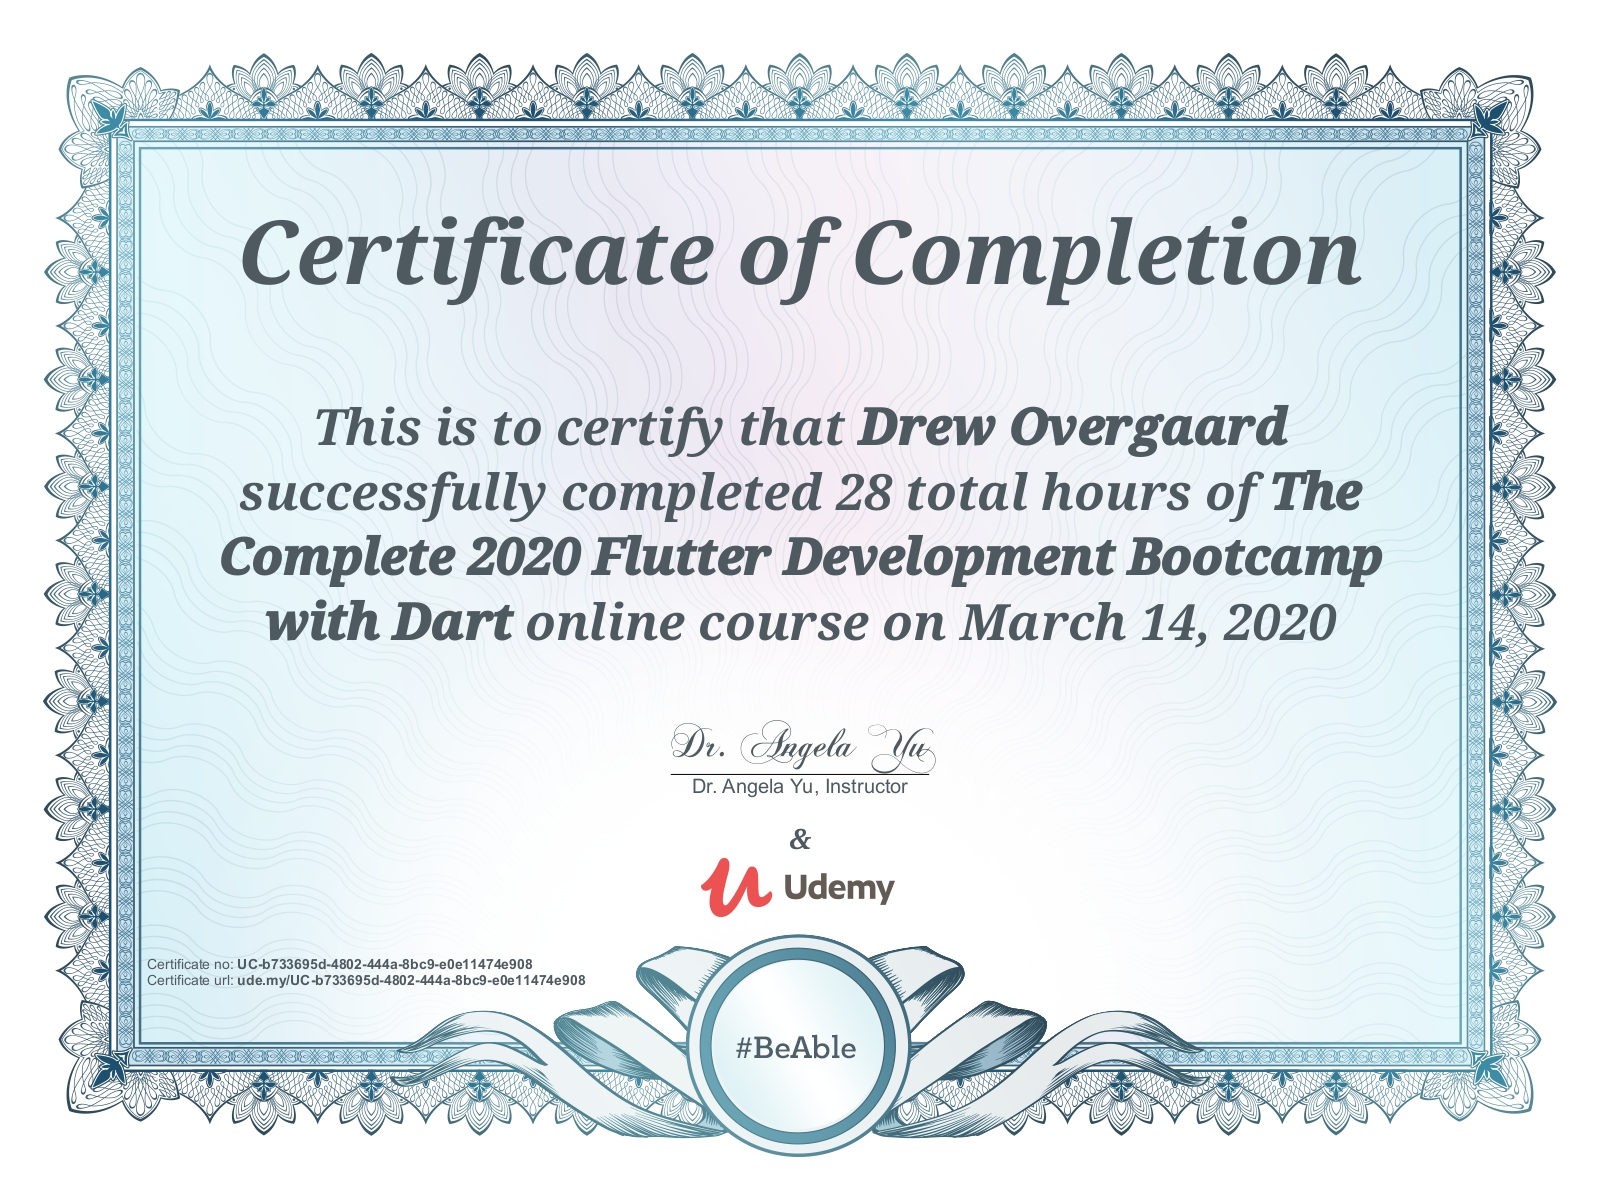 Certificate of Completion
This is to certify that Drew Overgaard
successfully completed 28 total hours of The
Complete 2020 Flutter Development Bootcamp
with Dart online course on March 14, 2020
Dr. Angela Yu
Dr. Angela Yu, Instructor
&
Udemy
Certificate no: UC-b733695d-4802-444a-8bc9-e0e11474e908
Certificate url: ude.my/UC-b733695d-4802-444a-8bc9-e0e11474e908
#BeAble